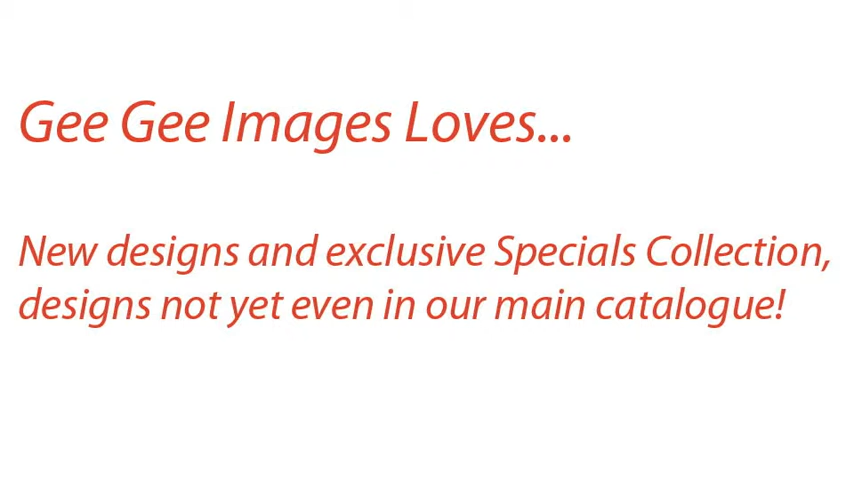 Gee Gee Images Loves...
New designs and exclusive Specials Collection,
designs not yet even in our main catalogue!